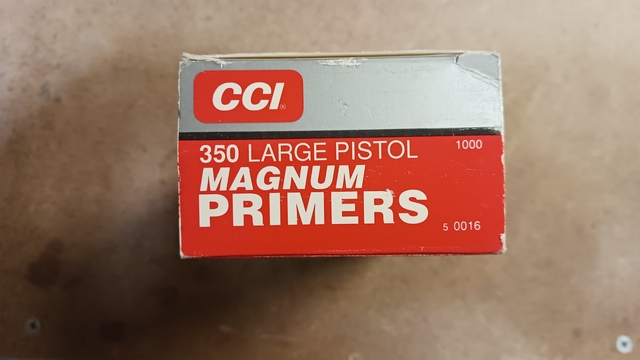 CCI
350 LARGE PISTOL 1000
MAGNUM
PRIMERS
5 0016